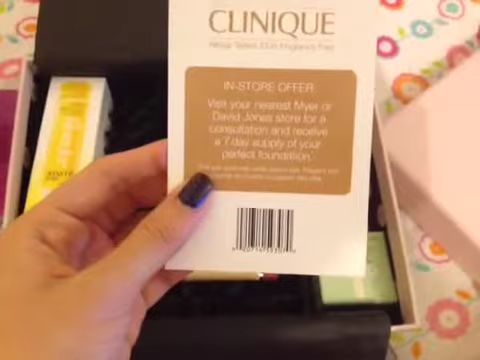 CLINIQUE
Allergy Tested. 100% Fragrance Free.
IN-STORE OFFER
Visit your nearest Myer or
David Jones store for a
consultation and receive
a 7 day supply of your
perfect foundation.